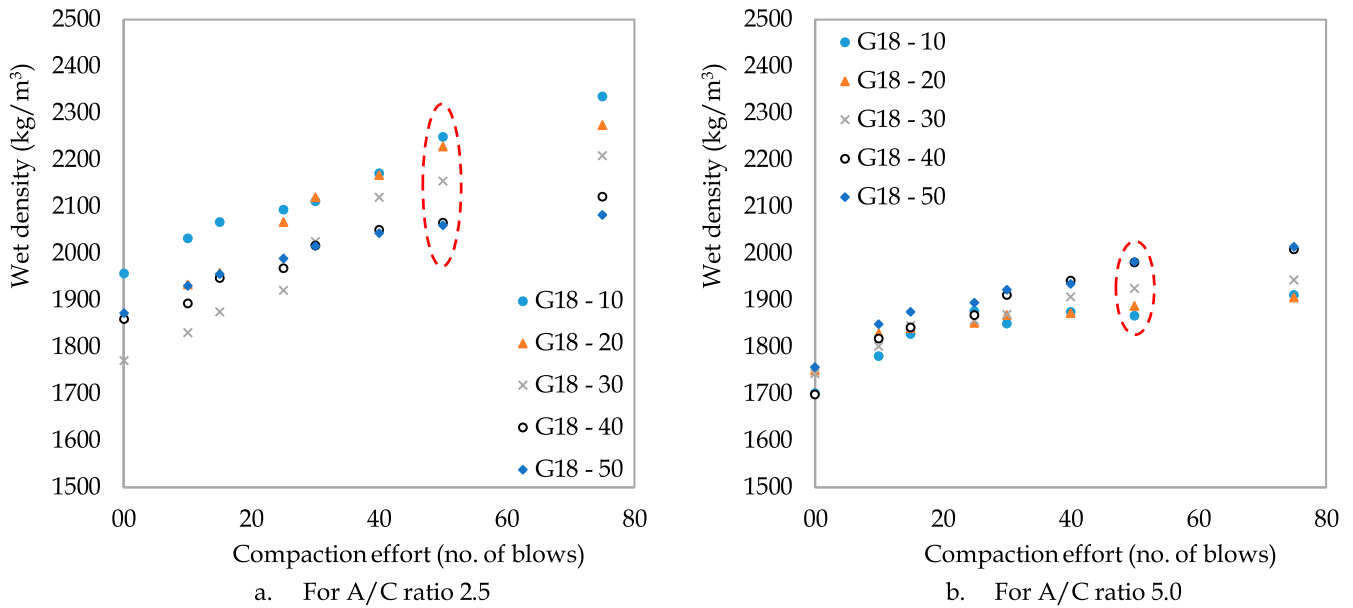 2500
2400
2300
2200
2100
2000
1900
1800
1700
1600
1500
Wet density (kg/m³)
G18 - 10
G18 - 20
G18 - 30
G18 - 40
G18 - 50
00 20 40 60 80
Compaction effort (no. of blows)
a. For A/C ratio 2.5
2500
2400
2300
2200
2100
2000
1900
1800
1700
1600
1500
Wet density (kg/m³)
G18 - 10
G18 - 20
G18 - 30
G18 - 40
G18 - 50
00 20 40 60 80
Compaction effort (no. of blows)
b. For A/C ratio 5.0